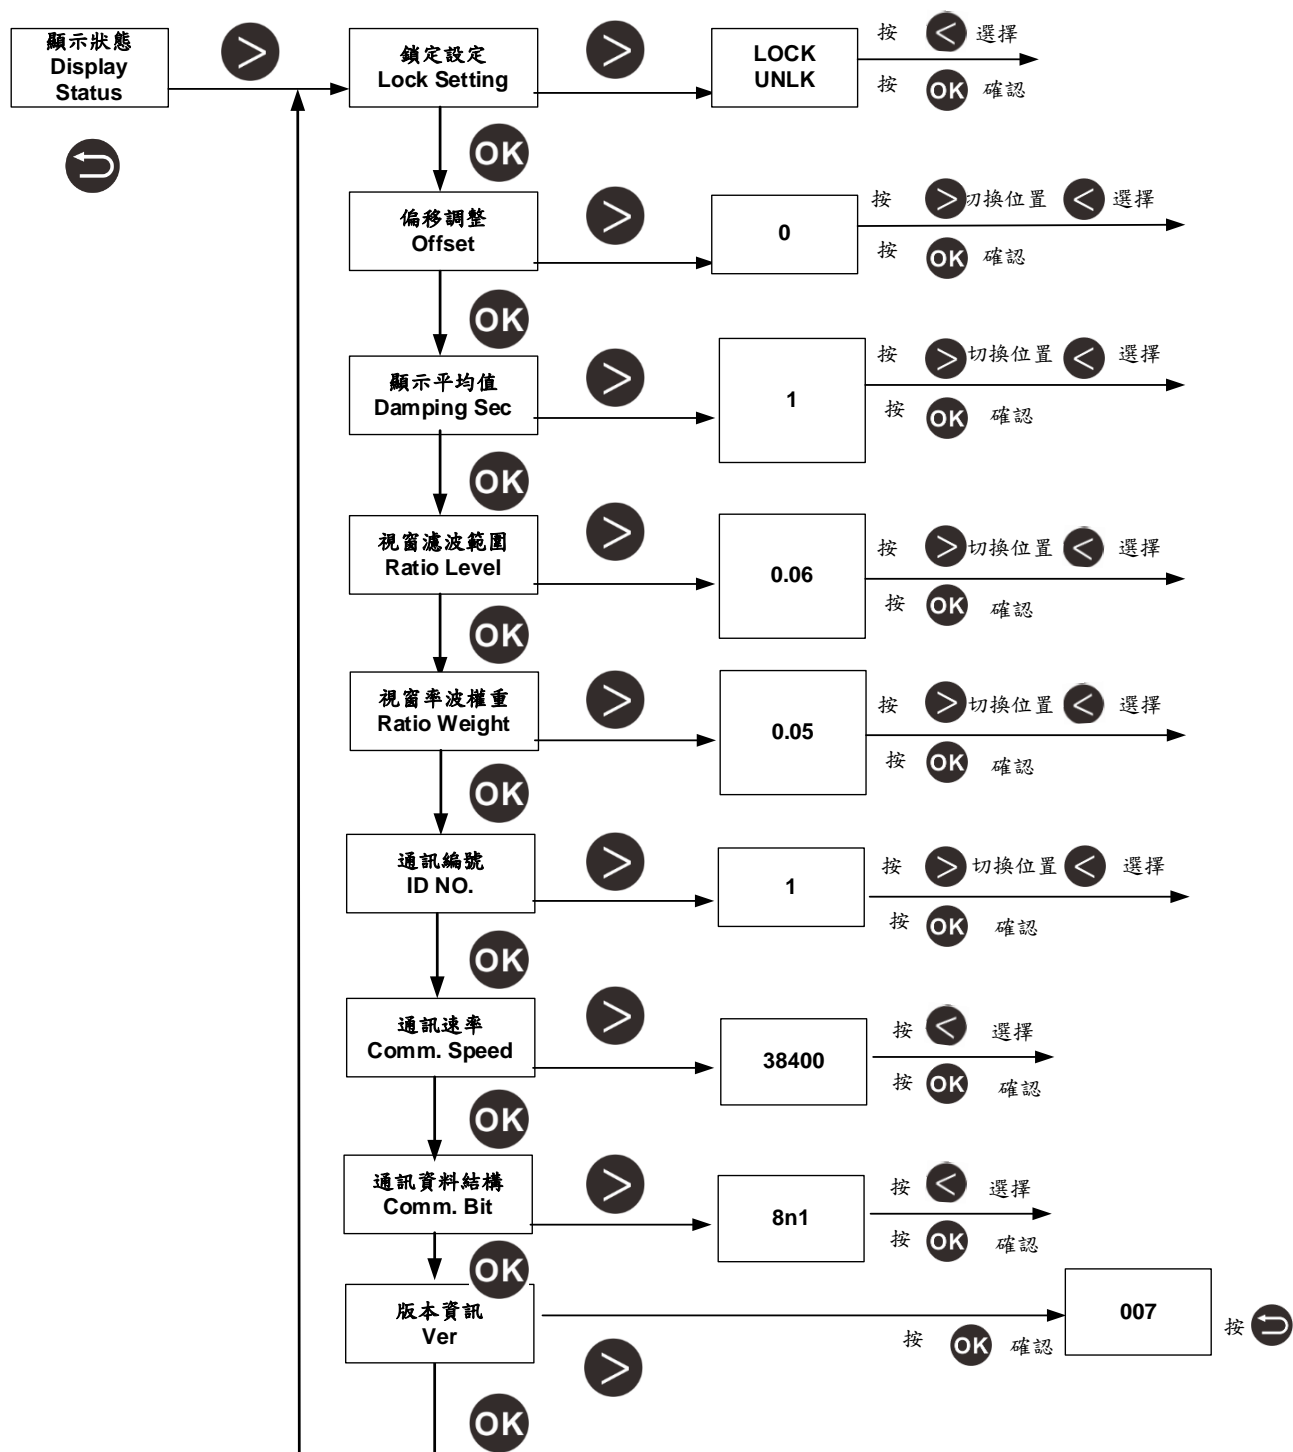 顯示狀態
Display
Status
>
鎖定設定
Lock Setting
>
LOCK
UNLK
按 < 選擇
按 OK 確認
OK
偏移調整
Offset
>
0
按 > 切換位置 < 選擇
按 OK 確認
OK
顯示平均值
Damping Sec
>
1
按 > 切換位置 < 選擇
按 OK 確認
OK
視窗濾波範圍
Ratio Level
>
0.06
按 > 切換位置 < 選擇
按 OK 確認
OK
視窗率波權重
Ratio Weight
>
0.05
按 > 切換位置 < 選擇
按 OK 確認
OK
通訊編號
ID NO.
>
1
按 > 切換位置 < 選擇
按 OK 確認
OK
通訊速率
Comm. Speed
>
38400
按 < 選擇
按 OK 確認
OK
通訊資料結構
Comm. Bit
>
8n1
按 < 選擇
按 OK 確認
OK
版本資訊
Ver
>
按 OK 確認
007
按
OK